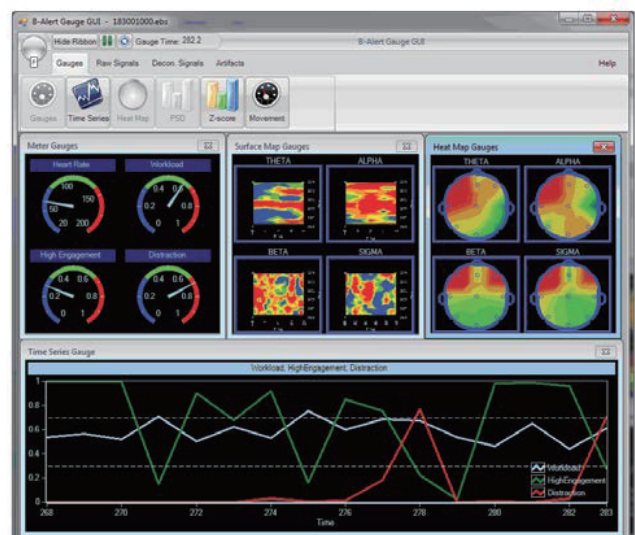 B-Alert Gauge GUI - 183001000.ebs
Hide Ribbon Gauge Time: 282.2 B-Alert Gauge GUI
Gauges Raw Signals Decon. Signals Artifacts Help
Gauges Time Series Heat Map PSD Z-score Movement
Meter Gauges Surface Map Gauges Heat Map Gauges
Heart Rate Workload THETA ALPHA THETA ALPHA
100 0.4 0.6
50 150 0.2 0.8
20 200 0 1
High Engagement Distraction BETA SIGMA BETA SIGMA
0.4 0.6 0.4 0.6
0.2 0.8 0.2 0.8
0 1 0 1
Time Series Gauge
Workload, HighEngagement, Distraction
1
0.8
0.6
0.4
0.2
0
Workload
HighEngagement
Distraction
268 270 272 274 276 278 280 282 283
Time